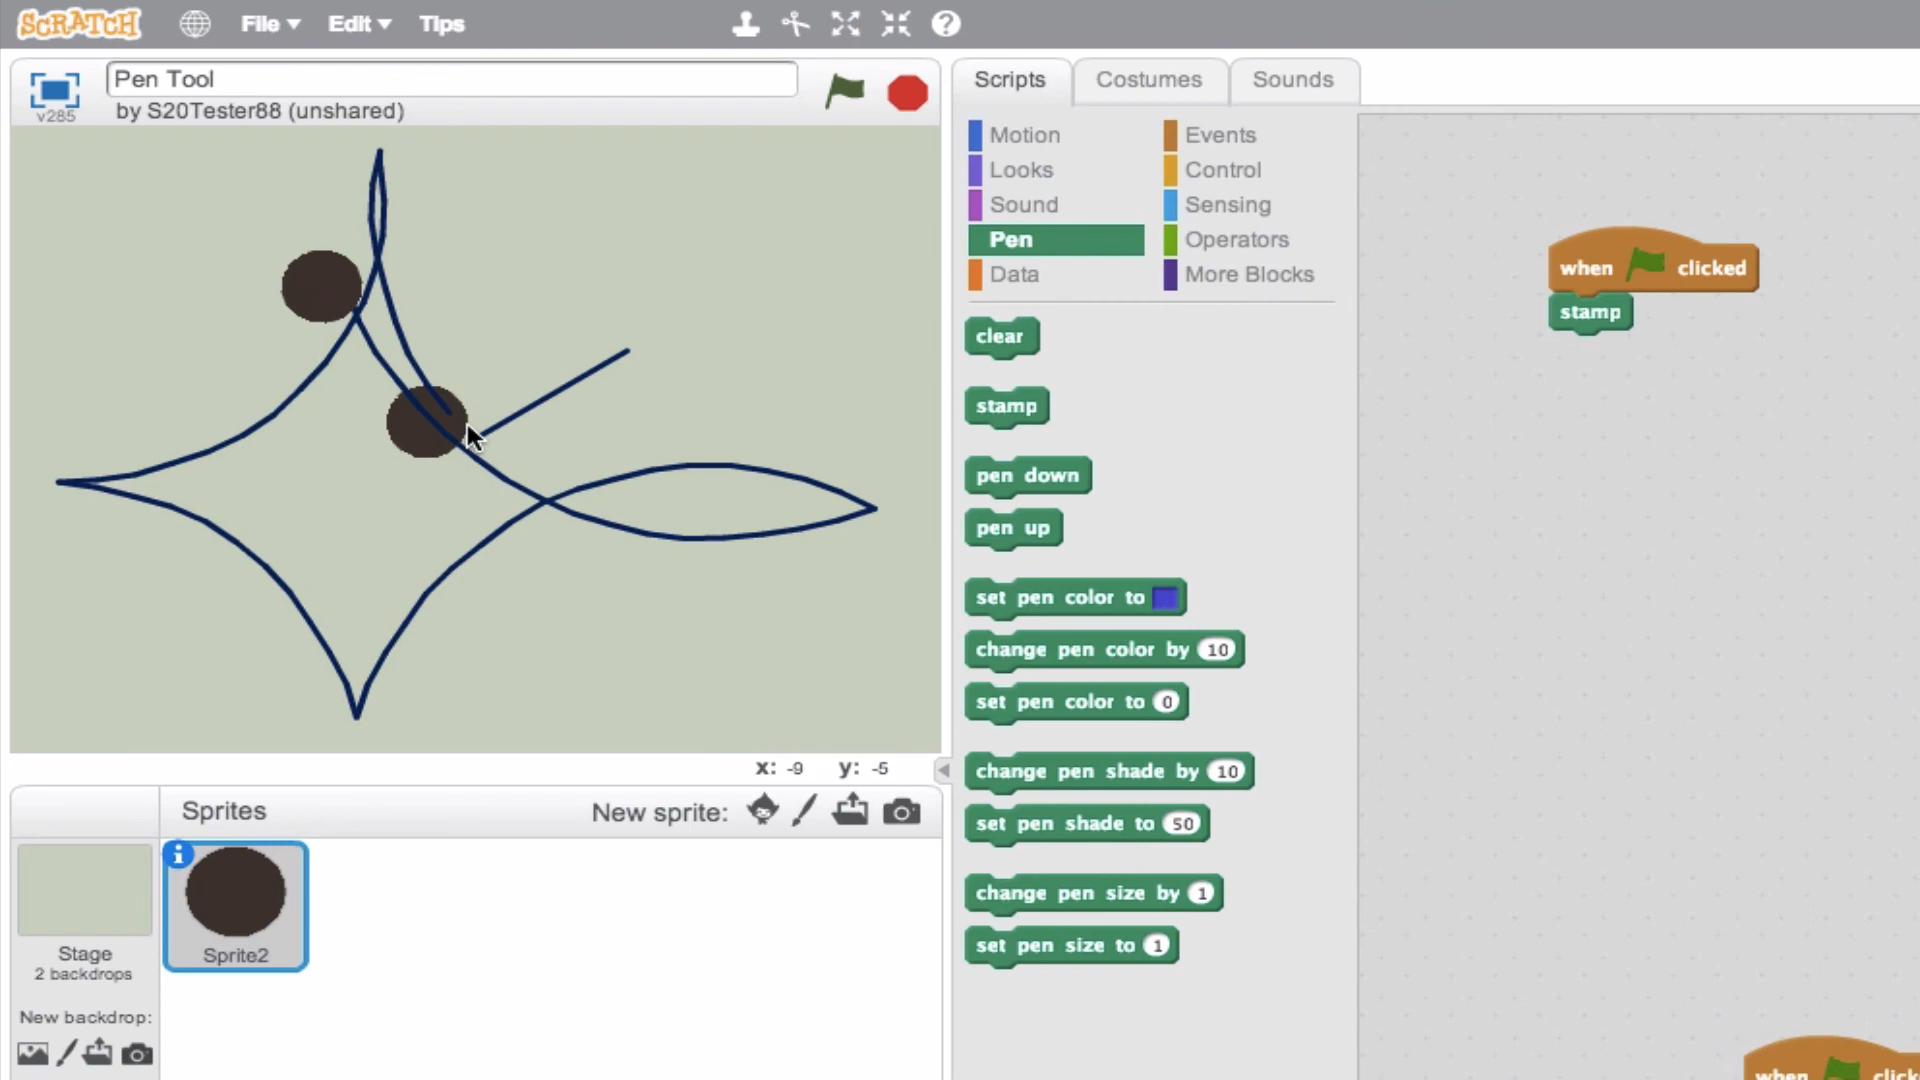 SCRATCH File Edit Tips
Pen Tool
v285 by S20Tester88 (unshared)
Scripts Costumes Sounds
Motion Events
Looks Control
Sound Sensing
Pen Operators
Data More Blocks
clear
stamp
pen down
pen up
set pen color to
change pen color by 10
set pen color to 0
change pen shade by 10
set pen shade to 50
change pen size by 1
set pen size to 1
when clicked
stamp
x: -9 y: -5
Sprites New sprite:
Stage
2 backdrops
Sprite2
New backdrop:
when